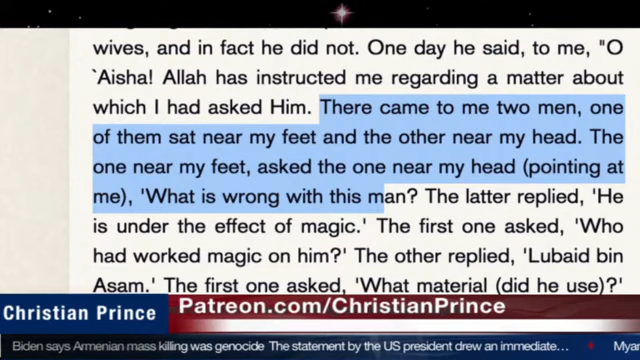 wives, and in fact he did not. One day he said, to me, "O
`Aisha! Allah has instructed me regarding a matter about
which I had asked Him. There came to me two men, one
of them sat near my feet and the other near my head. The
one near my feet, asked the one near my head (pointing at
me), 'What is wrong with this man? The latter replied, 'He
is under the effect of magic.' The first one asked, 'Who
had worked magic on him?' The other replied, 'Lubaid bin
Asam.' The first one asked, 'What material (did he use)?'
Christian Prince
Patreon.com/ChristianPrince
Biden says Armenian mass killing was genocide The statement by the US president drew an immediate...